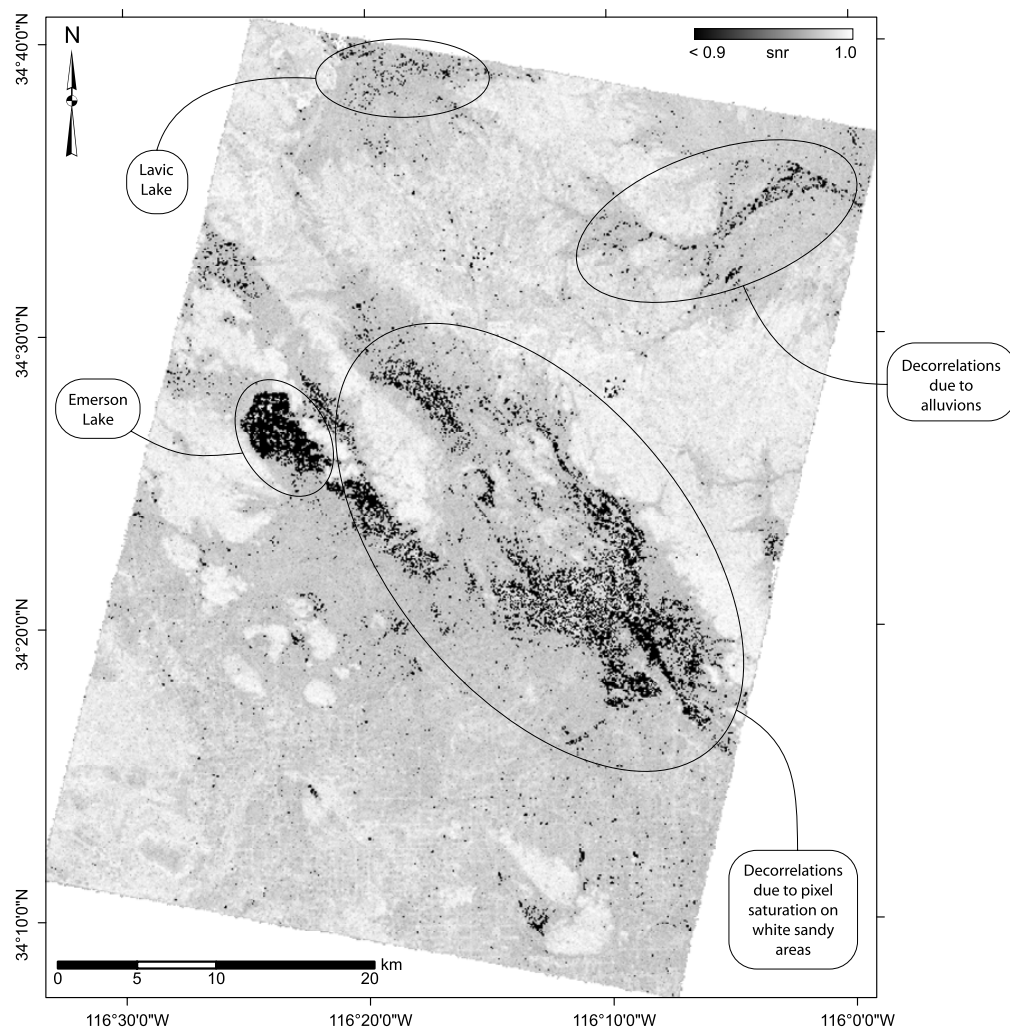 N
< 0.9 snr 1.0
34°40'0"N
Lavic
Lake
34°30'0"N
Decorrelations
due to
alluvions
Emerson
Lake
34°20'0"N
Decorrelations
due to pixel
saturation on
white sandy
areas
34°10'0"N
km
0 5 10 20
116°30'0"W 116°20'0"W 116°10'0"W 116°0'0"W